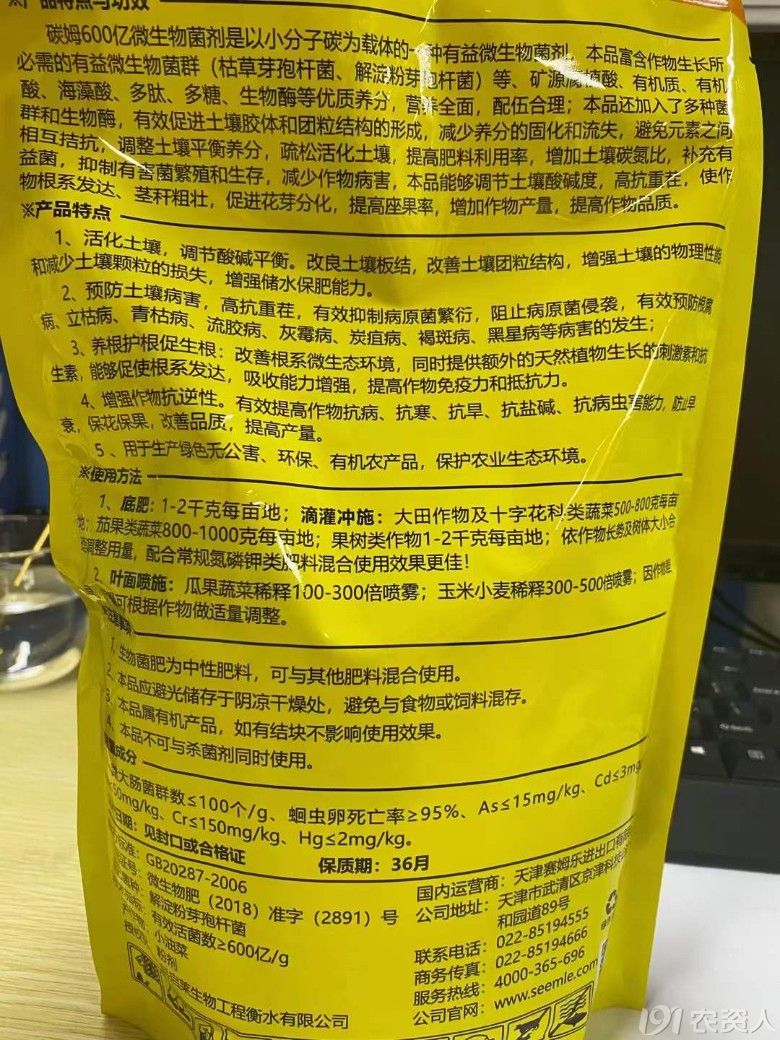 ※产品特点与功效
碳姆600亿微生物菌剂是以小分子碳为载体的一种有益微生物菌剂。本品富含作物生长所
必需的有益微生物菌群（枯草芽孢杆菌、解淀粉芽孢杆菌）等、矿源腐植酸、有机质、有机
酸、海藻酸、多肽、多糖、生物酶等优质养分，营养全面，配伍合理；本品还加入了多种菌
群和生物酶，有效促进土壤胶体和团粒结构的形成，减少养分的固化和流失，避免元素之间
相互拮抗，调整土壤平衡养分，疏松活化土壤，提高肥料利用率，增加土壤碳氮比，补充有
益菌，抑制有害菌繁殖和生存，减少作物病害，本品能够调节土壤酸碱度，高抗重茬，使作
物根系发达、茎秆粗壮，促进花芽分化，提高座果率，增加作物产量，提高作物品质。
※产品特点
1、活化土壤，调节酸碱平衡。改良土壤板结，改善土壤团粒结构，增强土壤的物理性能
和减少土壤颗粒的损失，增强储水保肥能力。
2、预防土壤病害，高抗重茬，有效抑制病原菌繁衍，阻止病原菌侵袭，有效预防根腐
病、立枯病、青枯病、流胶病、灰霉病、炭疽病、褐斑病、黑星病等病害的发生；
3、养根护根促生根：改善根系微生态环境，同时提供额外的天然植物生长的刺激素和抗
生素，能够促使根系发达，吸收能力增强，提高作物免疫力和抵抗力。
4、增强作物抗逆性。有效提高作物抗病、抗寒、抗旱、抗盐碱、抗病虫害能力，防止早
衰，保花保果，改善品质，提高产量。
5、用于生产绿色无公害、环保、有机农产品，保护农业生态环境。
※使用方法
1、底肥：1-2千克每亩地；滴灌冲施：大田作物及十字花科类蔬菜500-800克每亩
地；茄果类蔬菜800-1000克每亩地；果树类作物1-2千克每亩地；依作物长势及树体大小合
理调整用量，配合常规氮磷钾类肥料混合使用效果更佳！
2、叶面喷施：瓜果蔬菜稀释100-300倍喷雾；玉米小麦稀释300-500倍喷雾；因作物
可根据作物做适量调整。
事项
1、生物菌肥为中性肥料，可与其他肥料混合使用。
2、本品应避光储存于阴凉干燥处，避免与食物或饲料混存。
3、本品属有机产品，如有结块不影响使用效果。
4、本品不可与杀菌剂同时使用。
成分
大肠菌群数≤100个/g、蛔虫卵死亡率≥95%、As≤15mg/kg、Cd≤3mg
50mg/kg、Cr≤150mg/kg、Hg≤2mg/kg。
日期：见封口或合格证 保质期：36月
标准：GB20287-2006
证号：微生物肥（2018）准字（2891）号
菌种：解淀粉芽孢杆菌
有效活菌数≥600亿/g
小油菜
粉剂
生物工程衡水有限公司
国内运营商：天津赛姆乐进出口有限
公司地址：天津市武清区京津科技
和园道89号
联系电话：022-85194555
商务传真：022-85194666
服务热线：4000-365-696
公司官网：www.seemle.com
191农资人